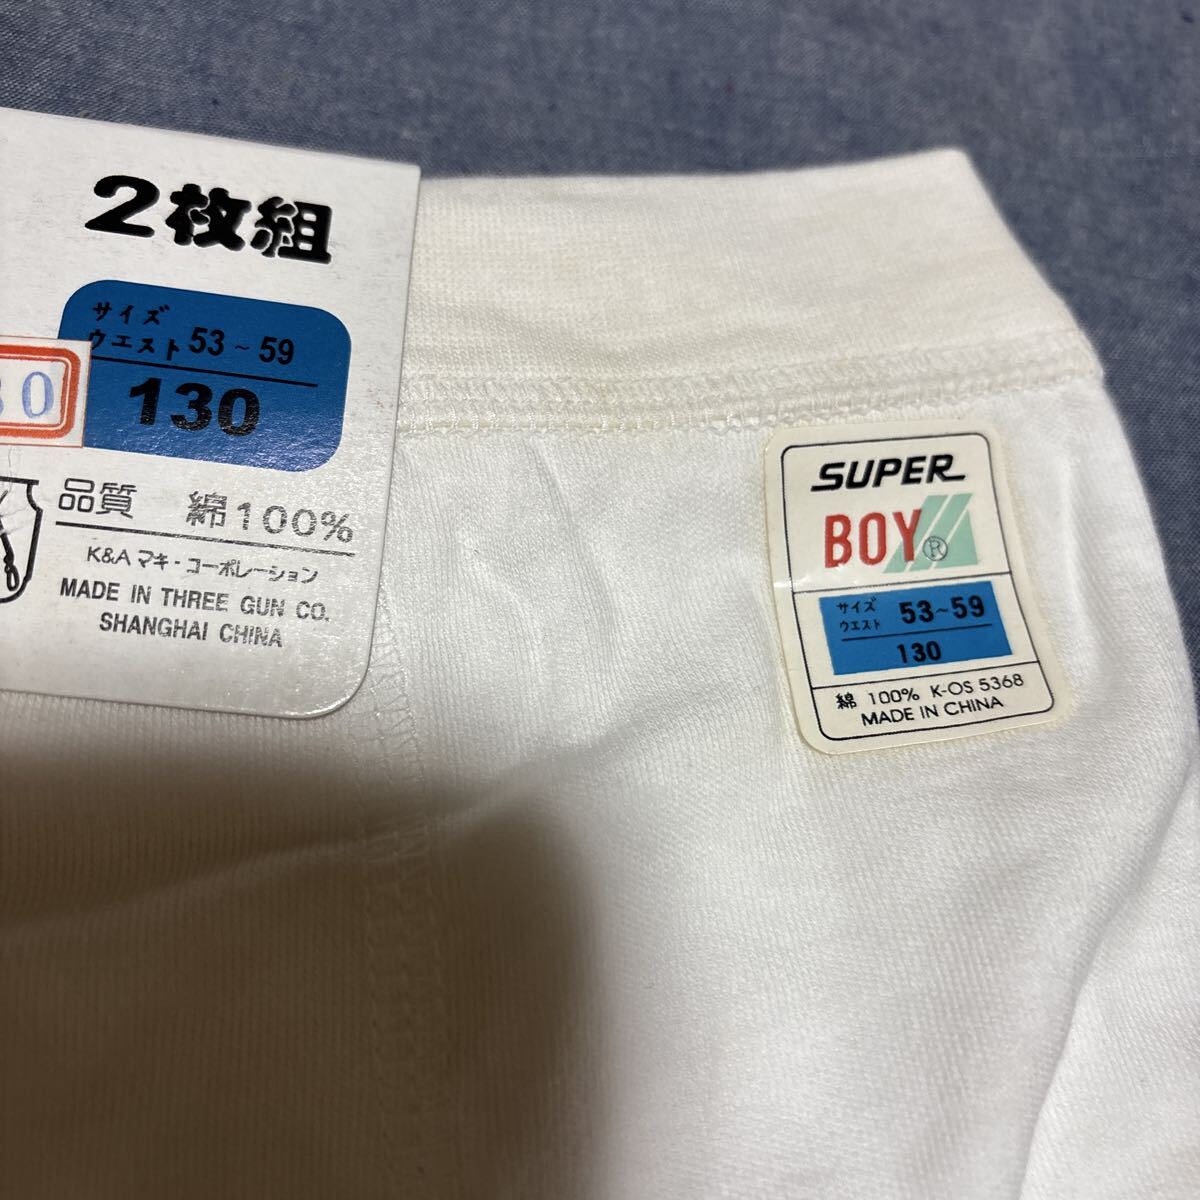 2枚組
サイズ
ウエスト 53~59
130
30
品質 綿100%
K&A マキ・コーポレーション
MADE IN THREE GUN CO.
SHANGHAI CHINA
SUPER
BOY®
サイズ
ウエスト 53~59
130
綿 100% K-OS 5368
MADE IN CHINA